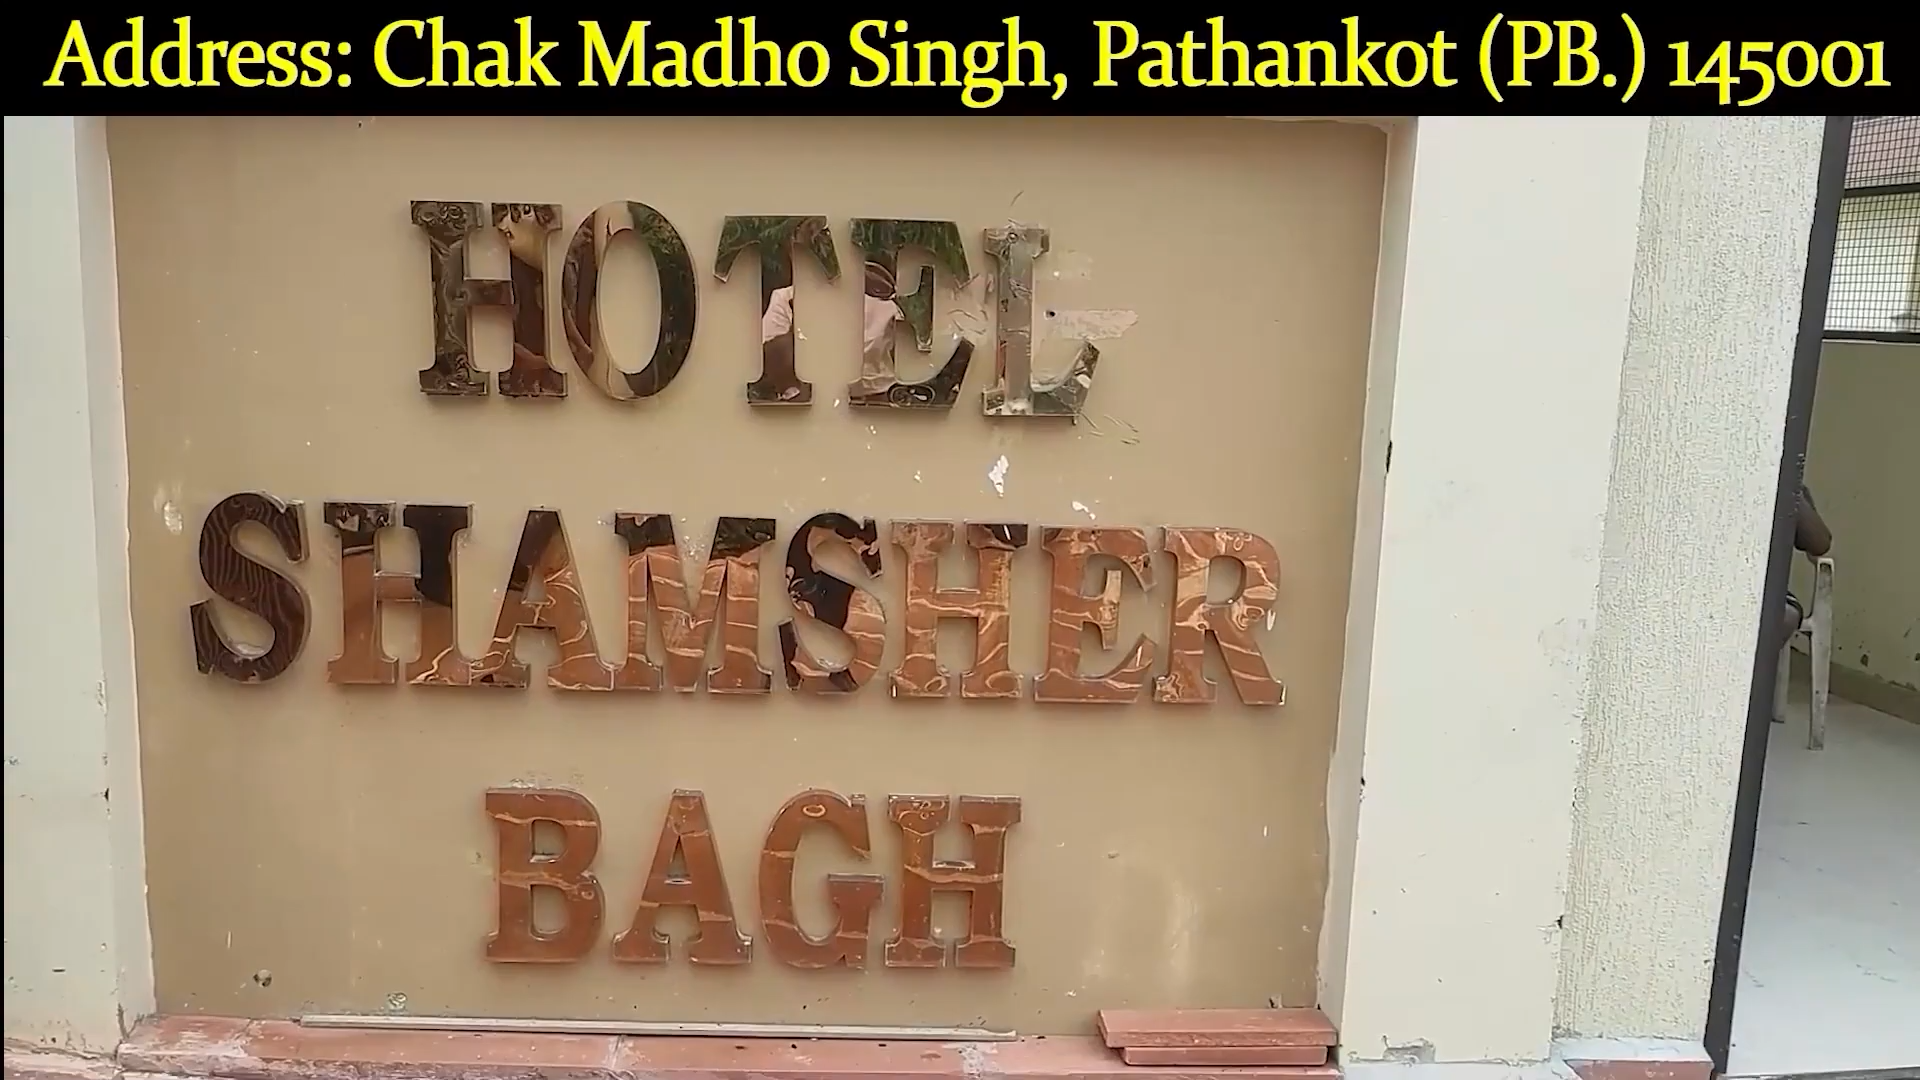 Address: Chak Madho Singh, Pathankot (PB.) 145001
HOTEL
SHAMSHER
BAGH